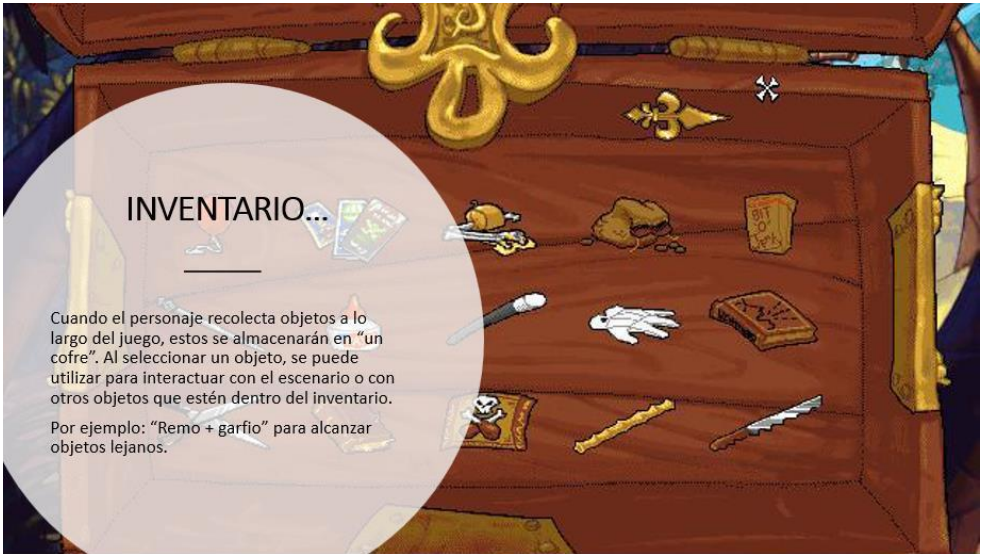 INVENTARIO...
Cuando el personaje recolecta objetos a lo
largo del juego, estos se almacenarán en “un
cofre”. Al seleccionar un objeto, se puede
utilizar para interactuar con el escenario o con
otros objetos que estén dentro del inventario.
Por ejemplo: “Remo + garfio” para alcanzar
objetos lejanos.
BIT
O'